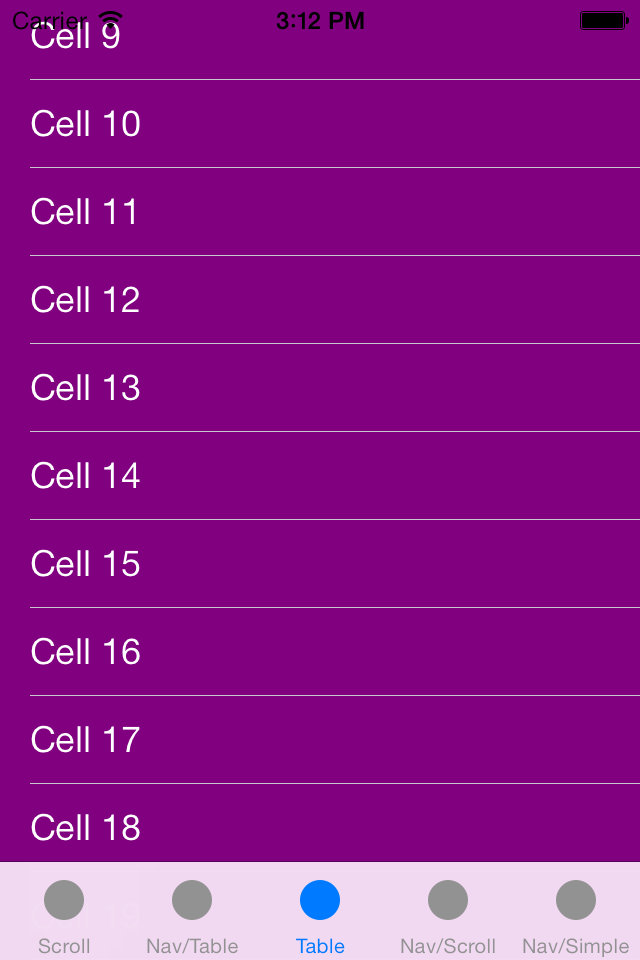 Carrier 3:12 PM
Cell 9
Cell 10
Cell 11
Cell 12
Cell 13
Cell 14
Cell 15
Cell 16
Cell 17
Cell 18
Scroll Nav/Table Table Nav/Scroll Nav/Simple